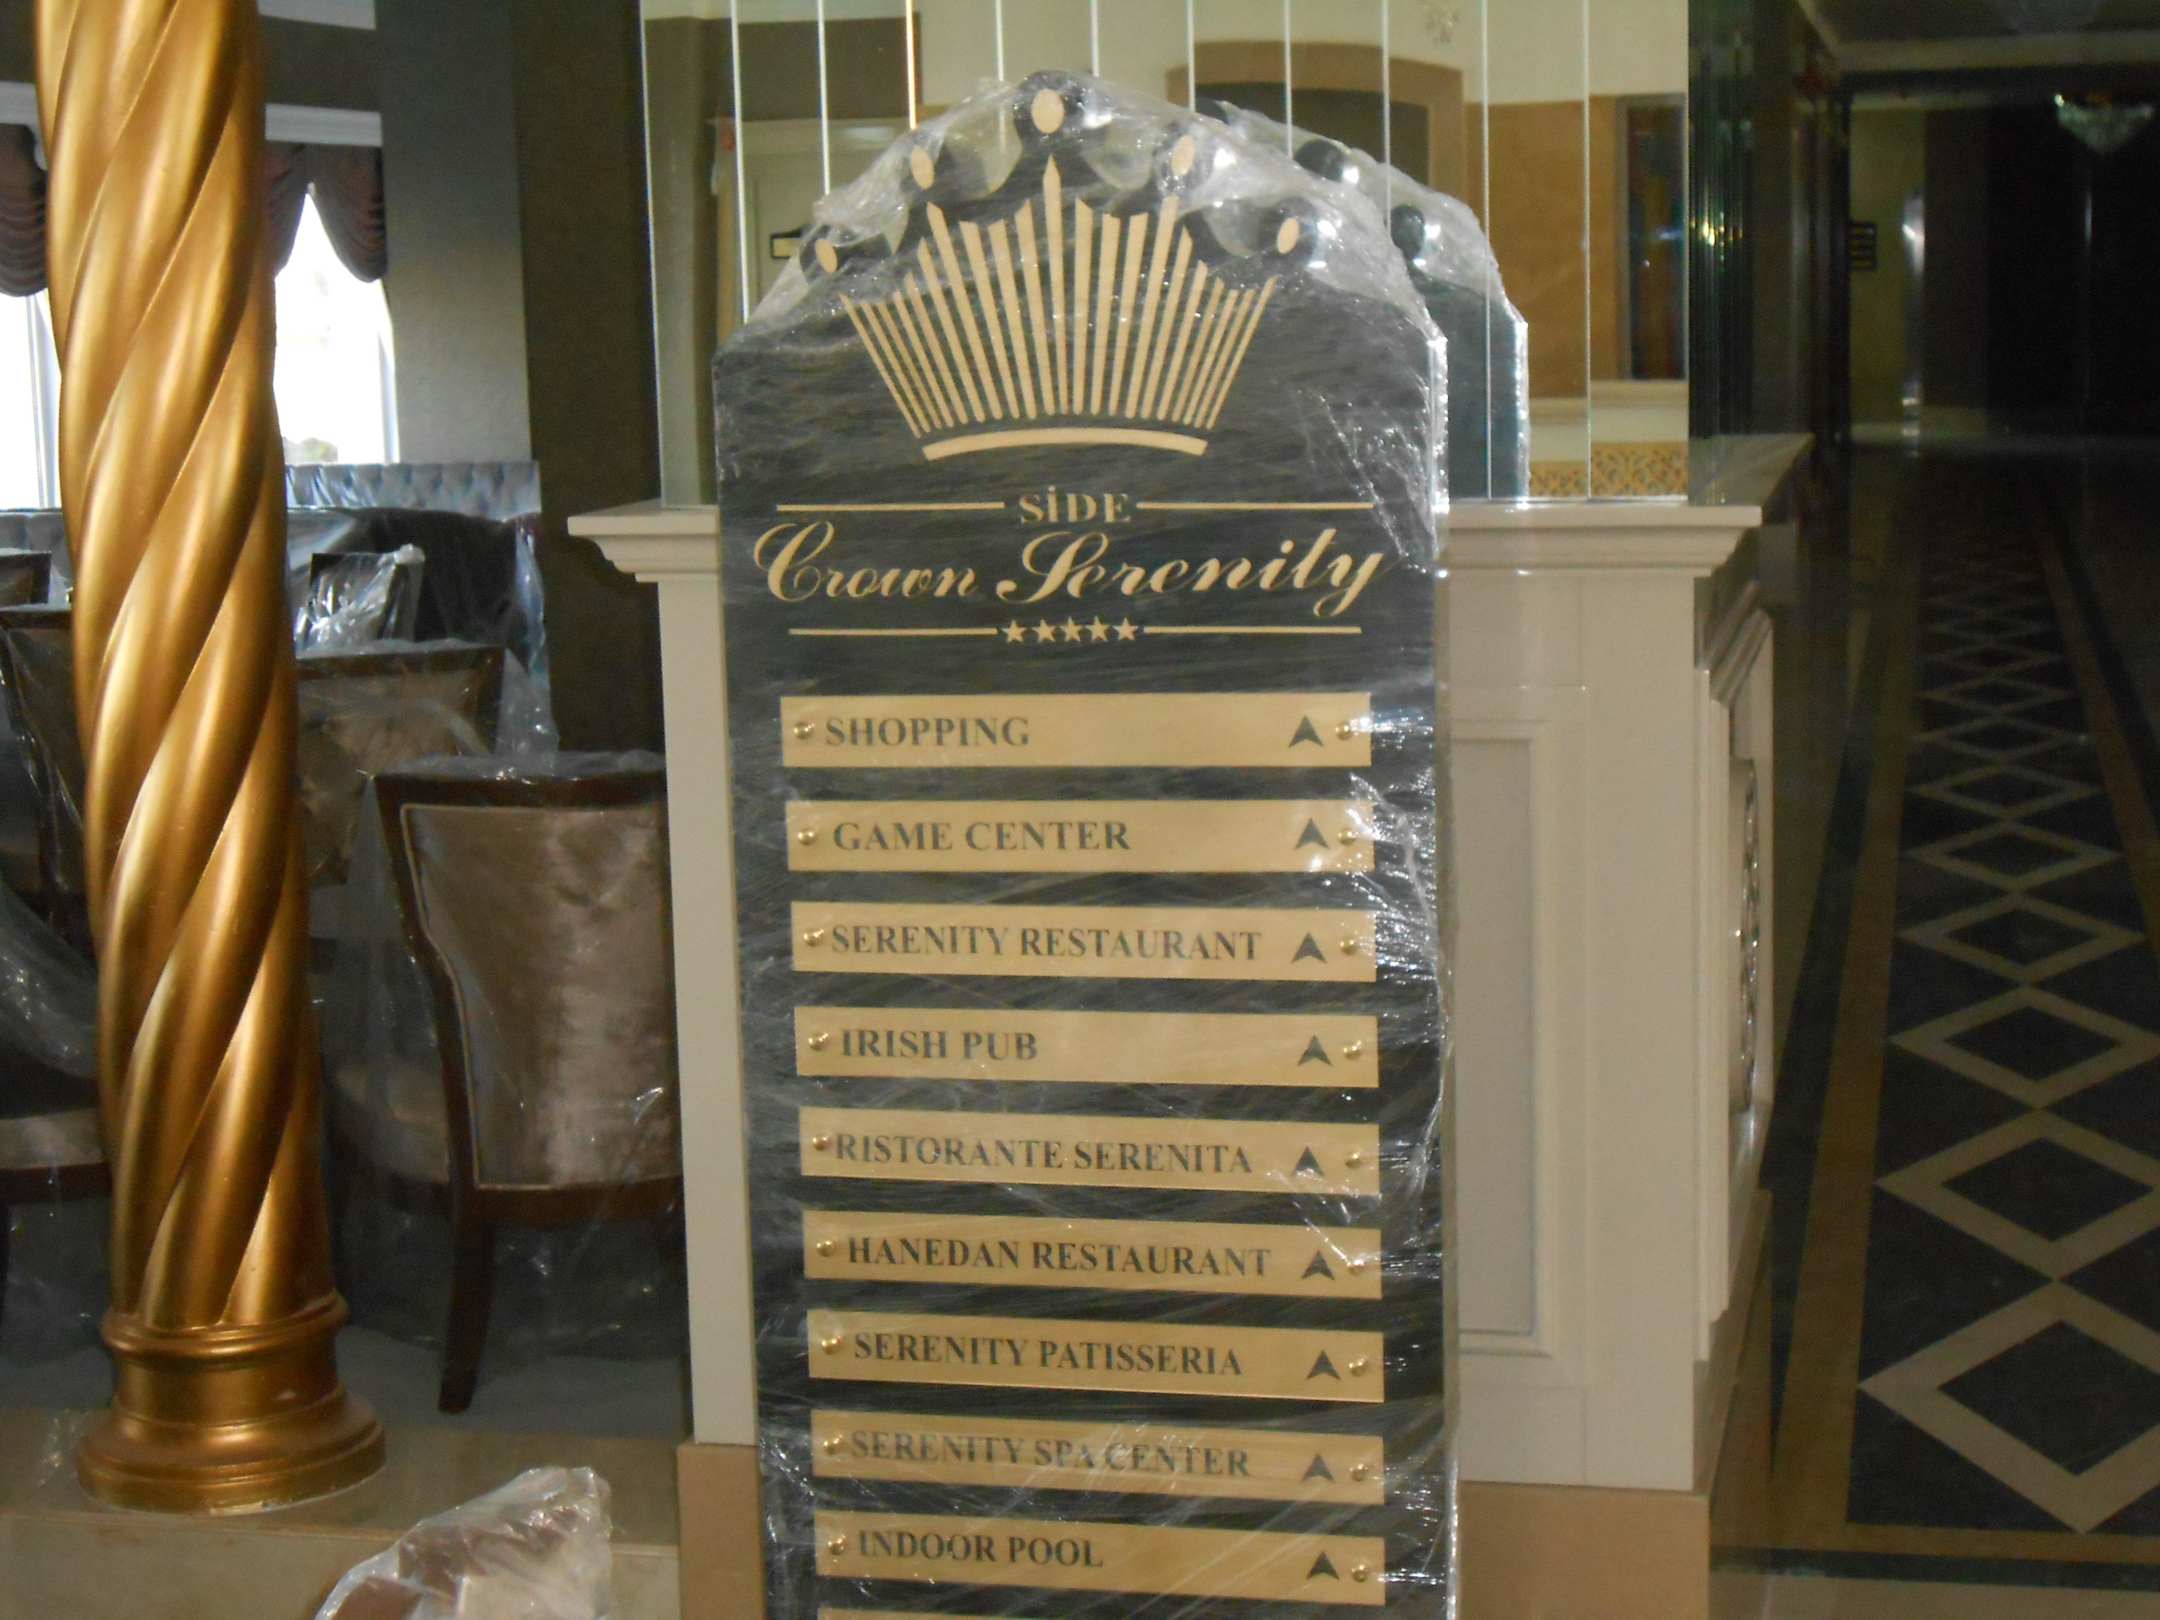 SİDE
Crown Serenity
SHOPPING
GAME CENTER
SERENITY RESTAURANT
IRISH PUB
RISTORANTE SERENITA
HANEDAN RESTAURANT
SERENITY PATISSERIA
SERENITY SPA CENTER
INDOOR POOL